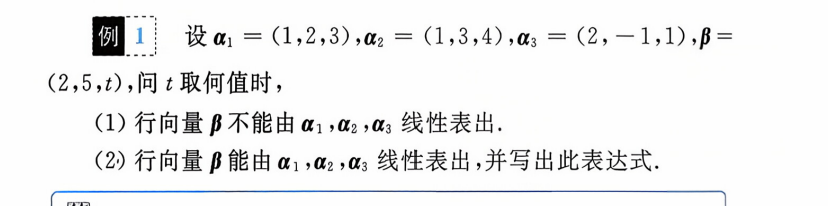 例 1 设 α₁ = (1,2,3),α₂ = (1,3,4),α₃ = (2,-1,1),β =
(2,5,t),问 t 取何值时,
(1) 行向量 β 不能由 α₁,α₂,α₃ 线性表出.
(2) 行向量 β 能由 α₁,α₂,α₃ 线性表出,并写出此表达式.